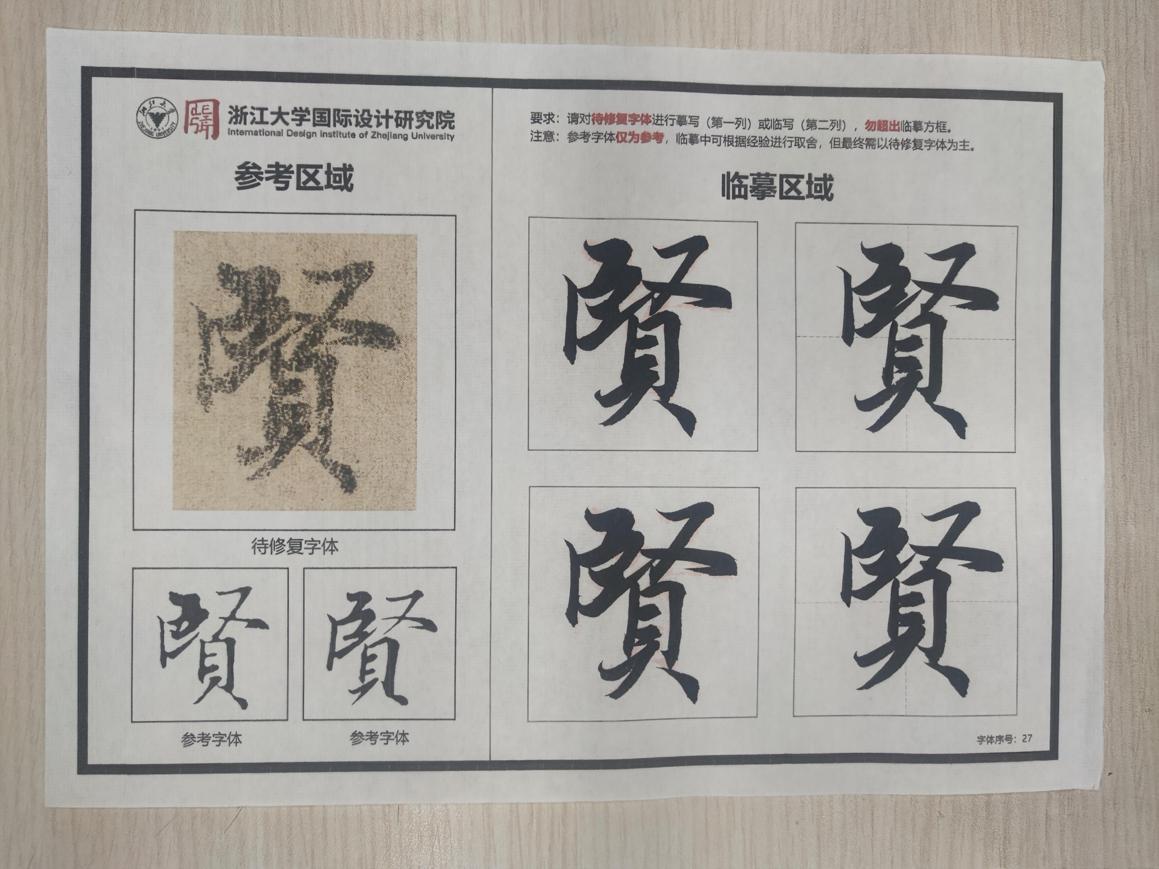 浙江大学国际设计研究院
International Design Institute of Zhejiang University
参考区域
賢
待修复字体
賢
賢
参考字体
参考字体
要求：请对待修复字体进行摹写（第一列）或临写（第二列），勿超出临摹方框。
注意：参考字体仅为参考，临摹中可根据经验进行取舍，但最终需以待修复字体为主。
临摹区域
賢
賢
賢
賢
字体序号：27